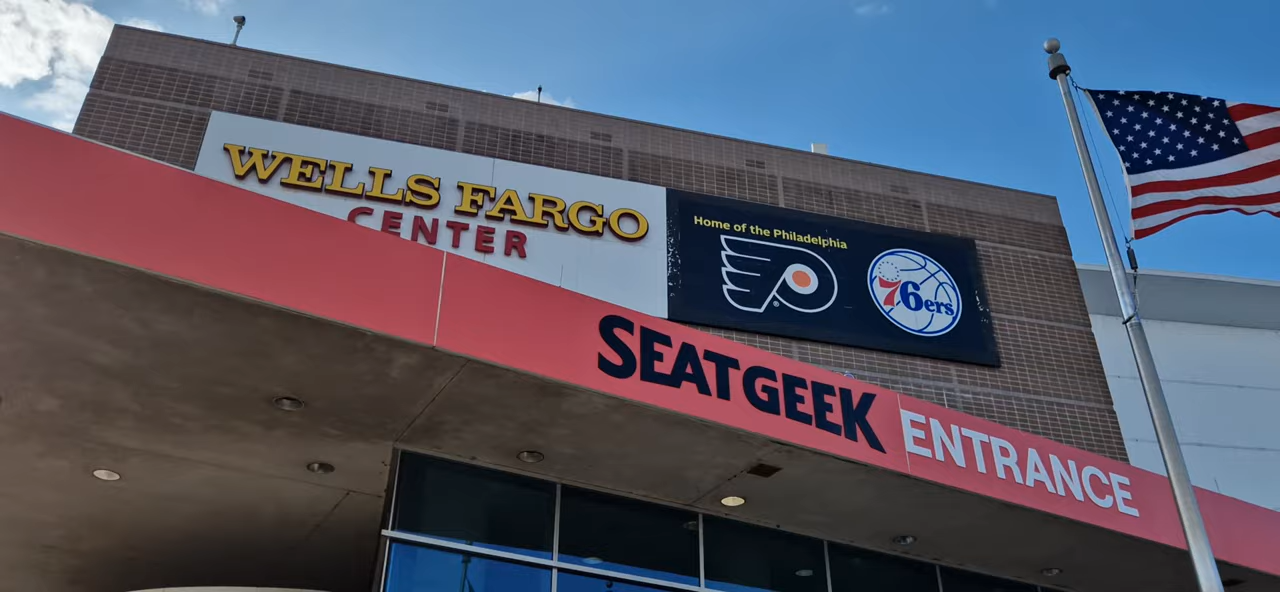 WELLS FARGO
CENTER
Home of the Philadelphia
P
76ers
SEATGEEK ENTRANCE